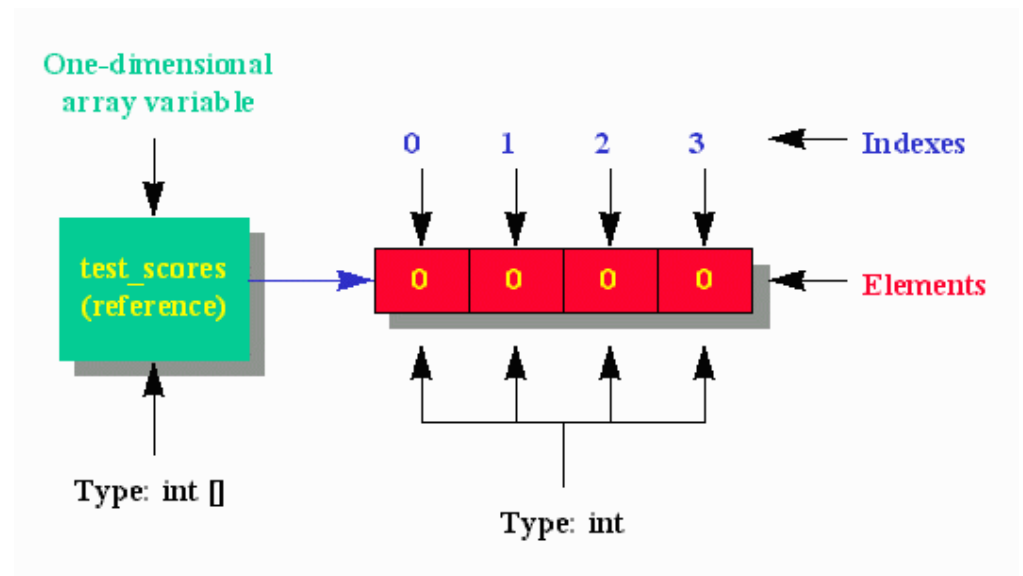 One-dimensional
array variable
0 1 2 3
Indexes
test_scores
(reference)
0 0 0 0
Elements
Type: int []
Type: int